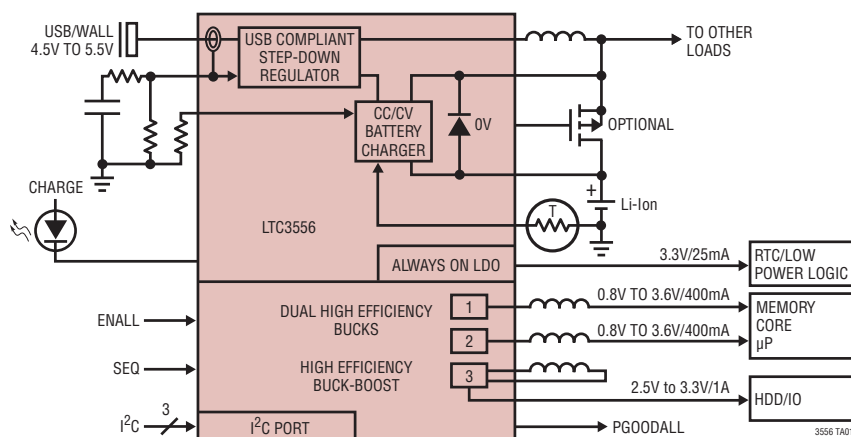 USB/WALL
4.5V TO 5.5V
USB COMPLIANT
STEP-DOWN
REGULATOR
TO OTHER
LOADS
CC/CV
BATTERY
CHARGER
0V
OPTIONAL
CHARGE
T
+
Li-Ion
LTC3556
ALWAYS ON LDO
3.3V/25mA
RTC/LOW
POWER LOGIC
ENALL
DUAL HIGH EFFICIENCY
BUCKS
1
0.8V TO 3.6V/400mA
2
0.8V TO 3.6V/400mA
MEMORY
CORE
µP
SEQ
HIGH EFFICIENCY
BUCK-BOOST
3
2.5V to 3.3V/1A
HDD/IO
I²C
3
I²C PORT
PGOODALL
3556 TA01